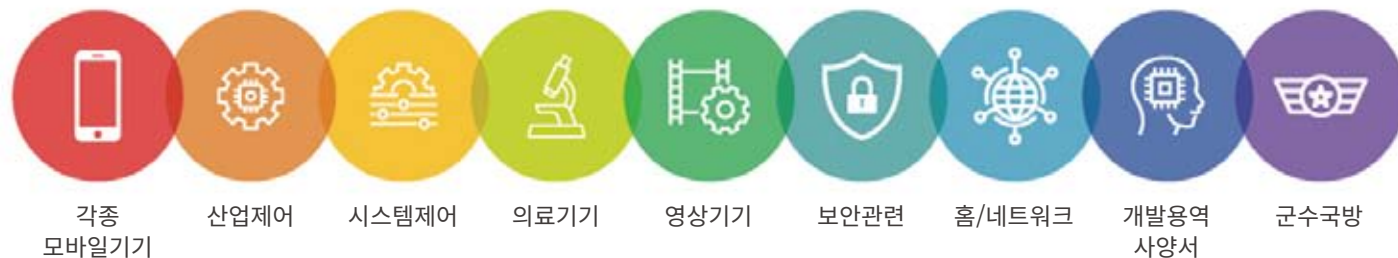 각종
모바일기기
산업제어
시스템제어
의료기기
영상기기
보안관련
홈/네트워크
개발용역
사양서
군수국방